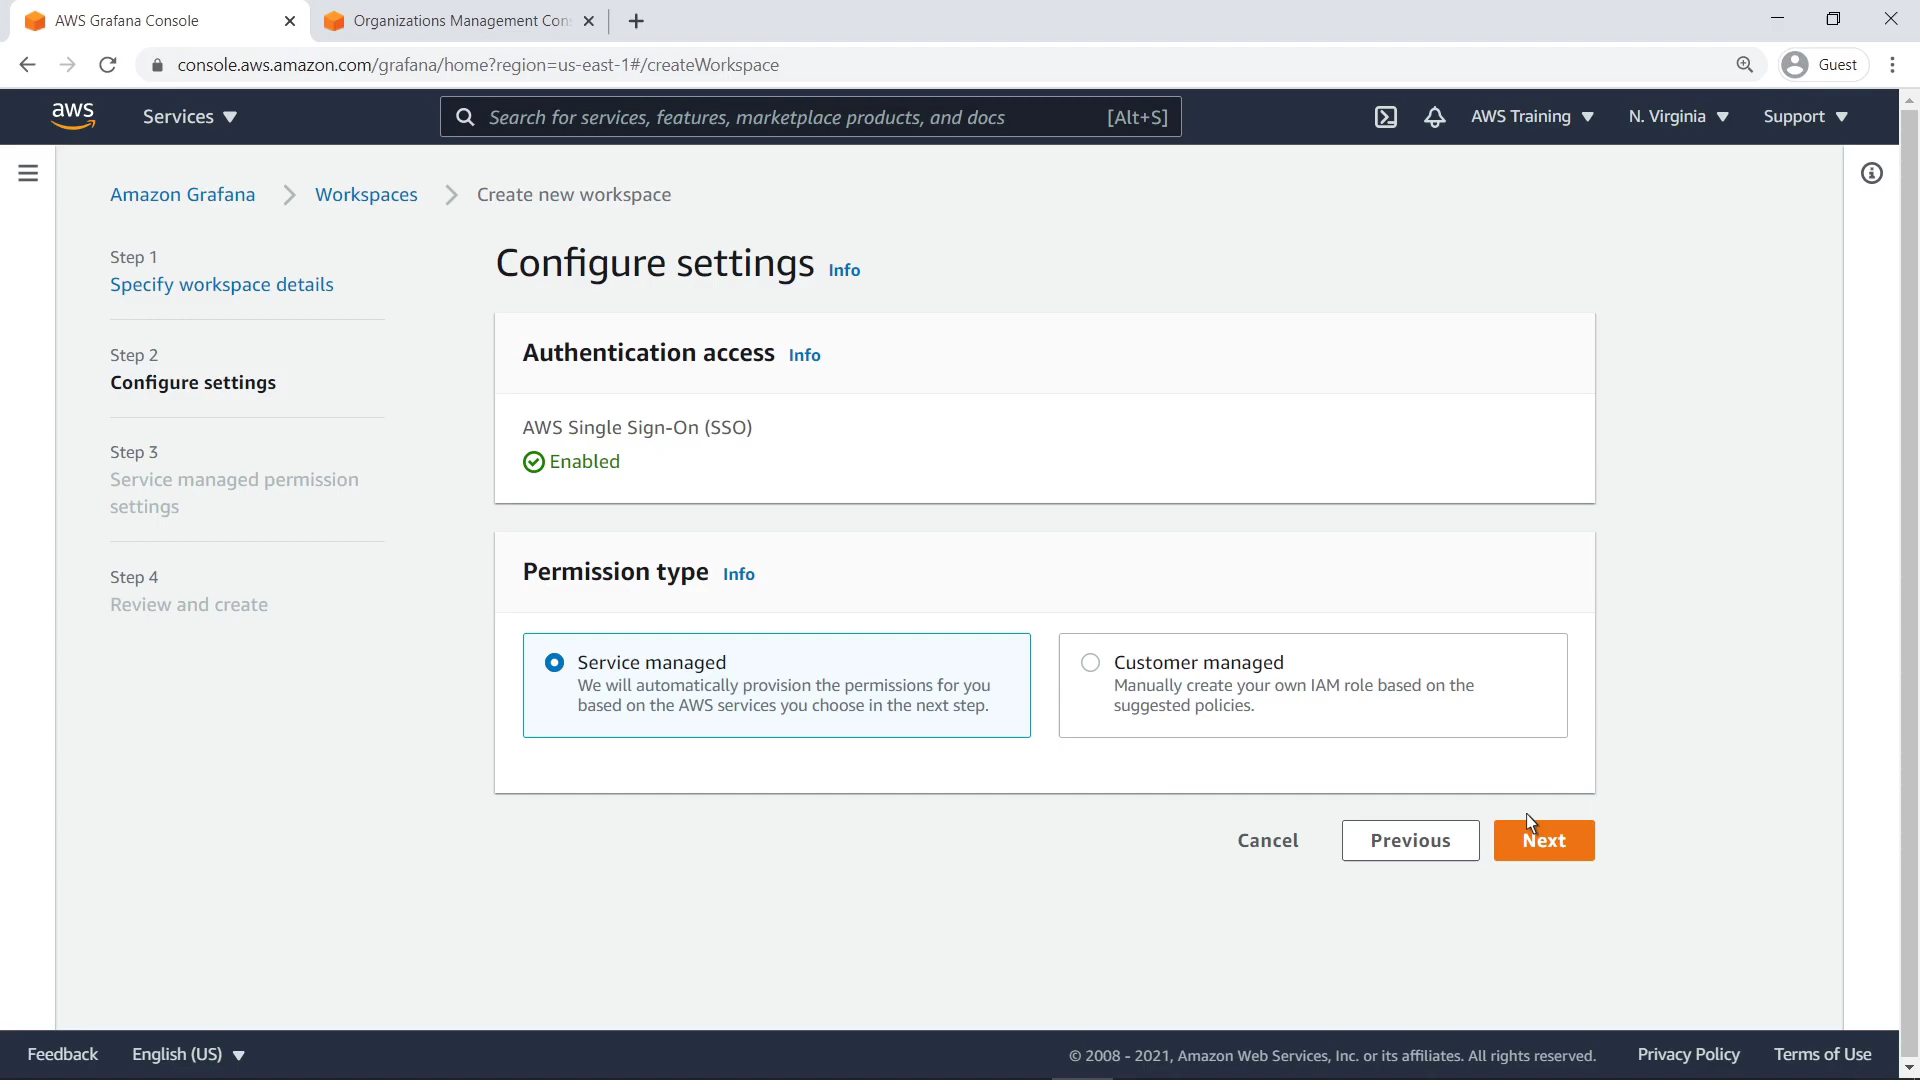 AWS Grafana Console
Organizations Management Con
console.aws.amazon.com/grafana/home?region=us-east-1#/createWorkspace
Guest
aws
Services
Search for services, features, marketplace products, and docs
[Alt+S]
AWS Training
N. Virginia
Support
Amazon Grafana
Workspaces
Create new workspace
Step 1
Specify workspace details
Step 2
Configure settings
Step 3
Service managed permission
settings
Step 4
Review and create
Configure settings Info
Authentication access Info
AWS Single Sign-On (SSO)
Enabled
Permission type Info
Service managed
We will automatically provision the permissions for you
based on the AWS services you choose in the next step.
Customer managed
Manually create your own IAM role based on the
suggested policies.
Cancel
Previous
Next
Feedback
English (US)
© 2008 - 2021, Amazon Web Services, Inc. or its affiliates. All rights reserved.
Privacy Policy
Terms of Use